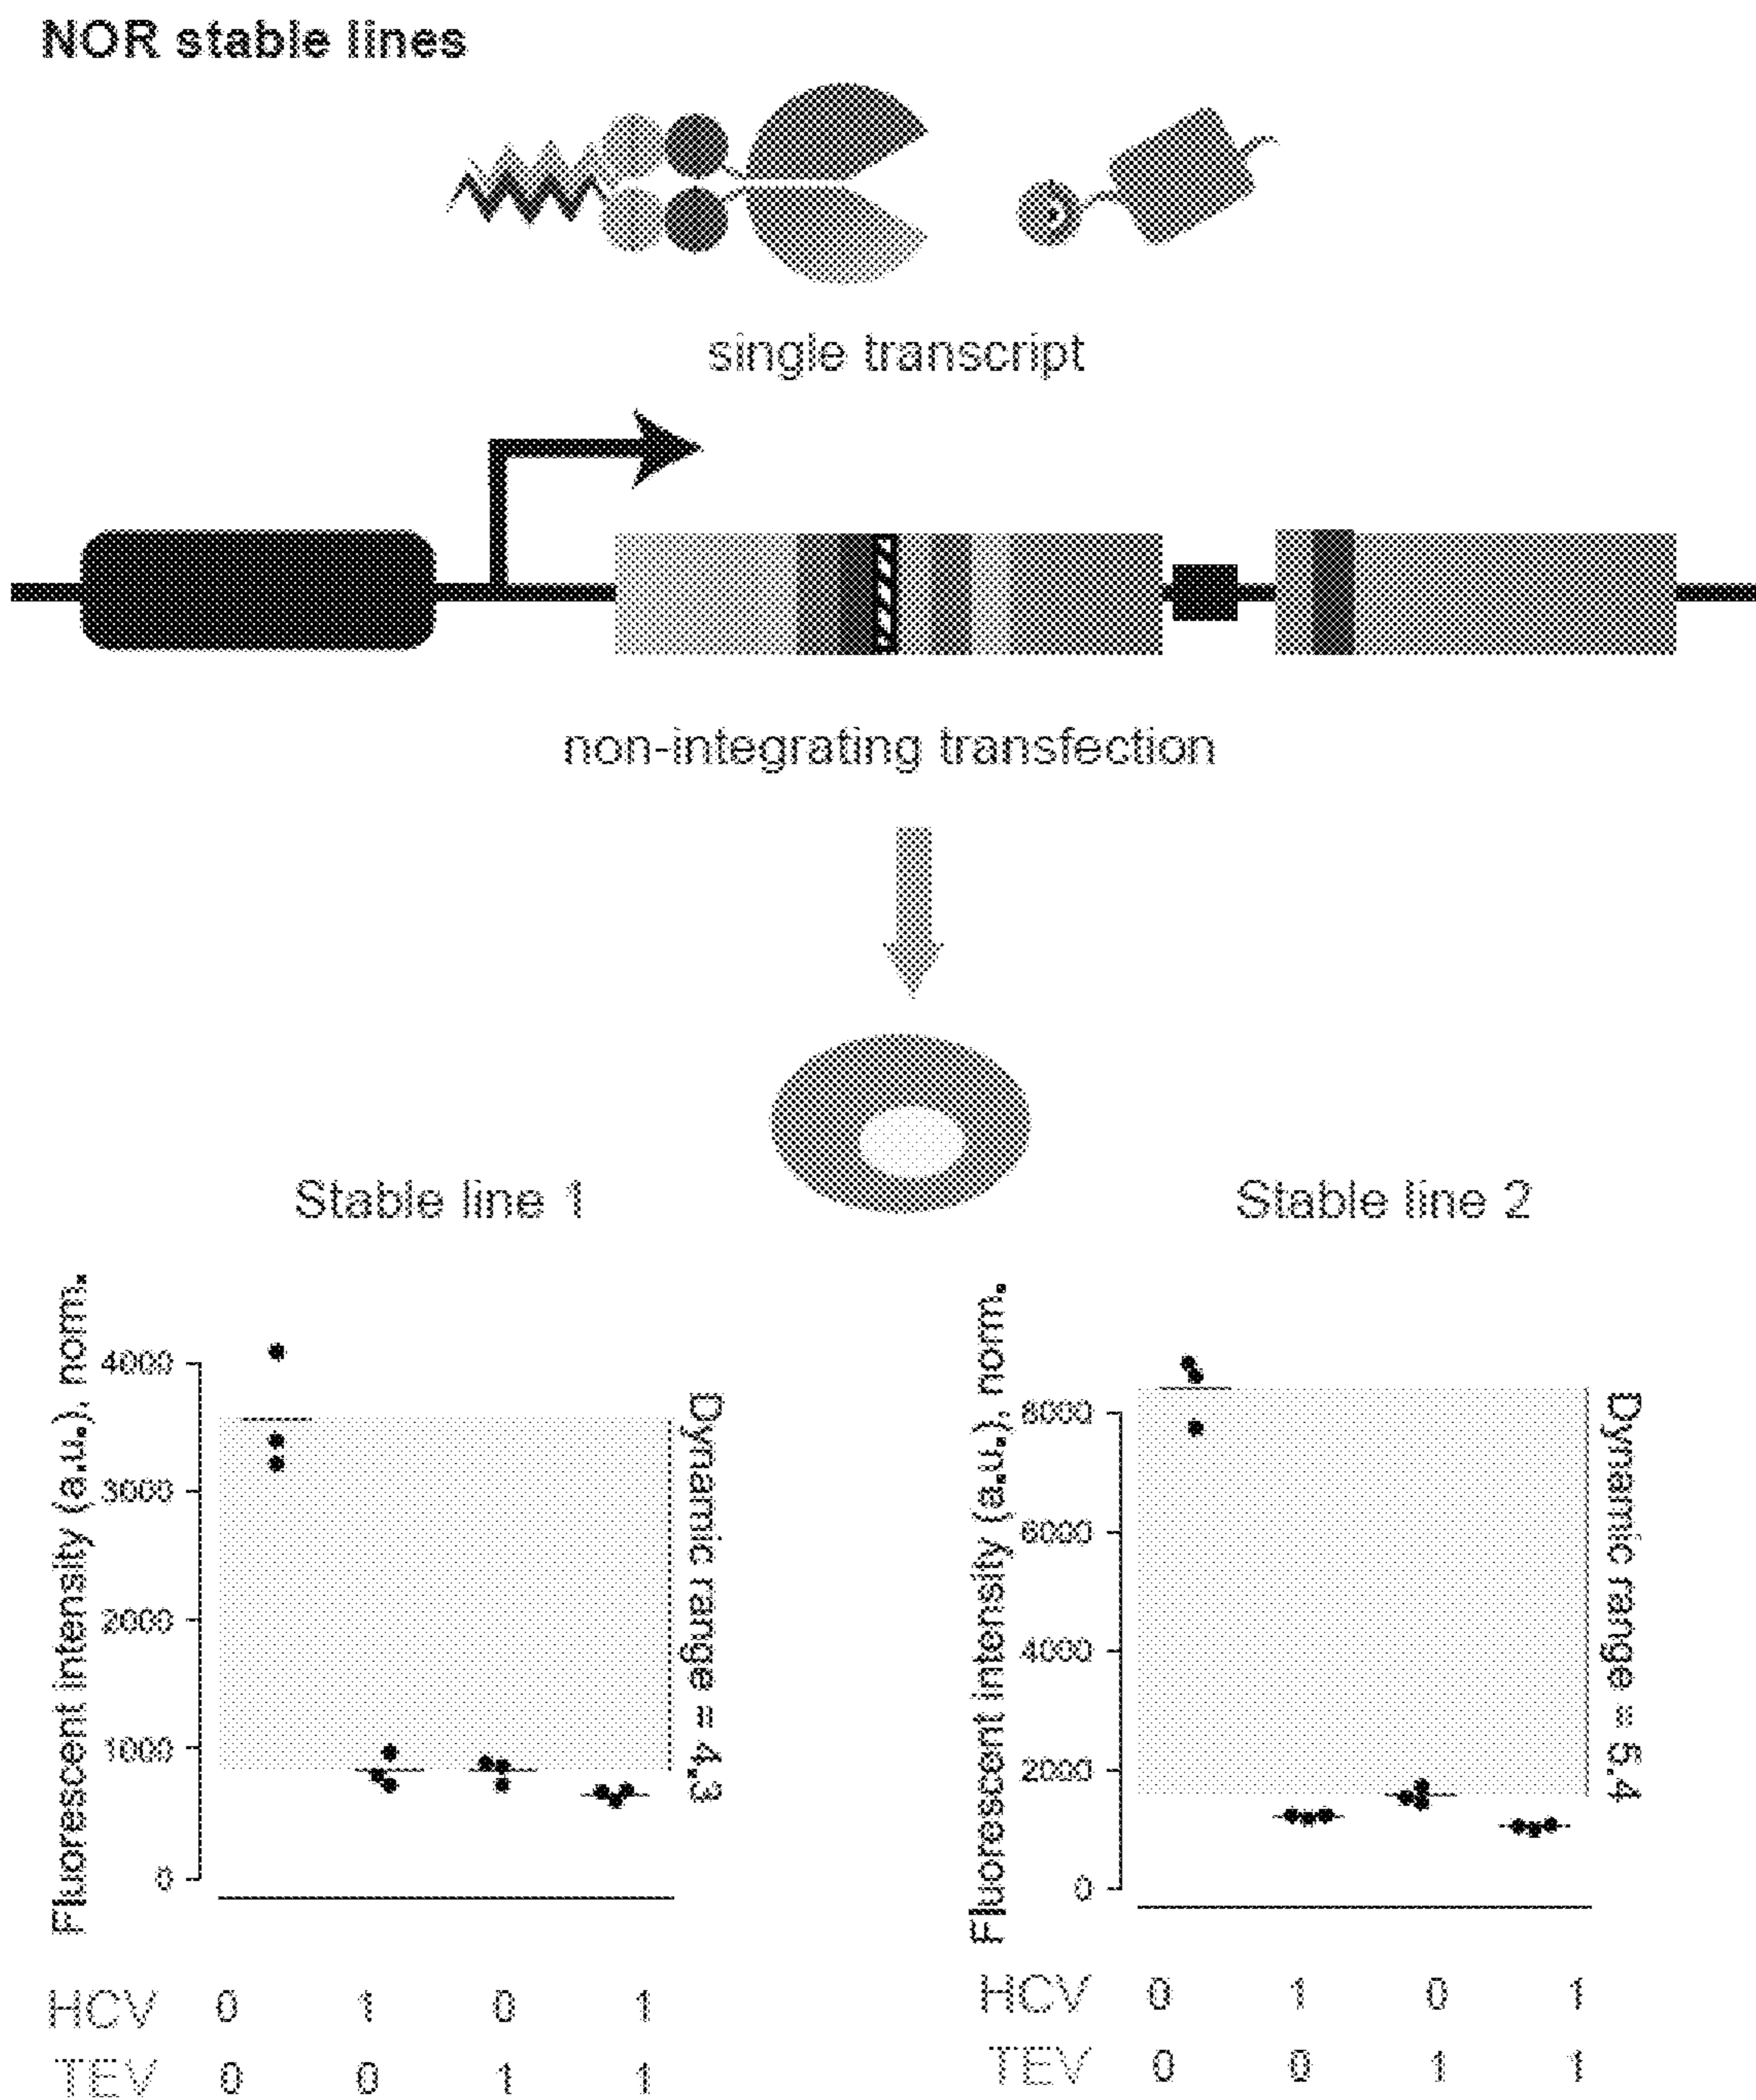 NOR stable lines
single transcript
non-integrating transfection
Stable line 1
Fluorescent intensity (a.u.), norm.
4000
3000
2000
1000
0
Dynamic range = 4.3
HCV 0 1 0 1
TEV 0 0 1 1
Stable line 2
Fluorescent intensity (a.u.), norm.
8000
6000
4000
2000
0
Dynamic range = 5.4
HCV 0 1 0 1
TEV 0 0 1 1